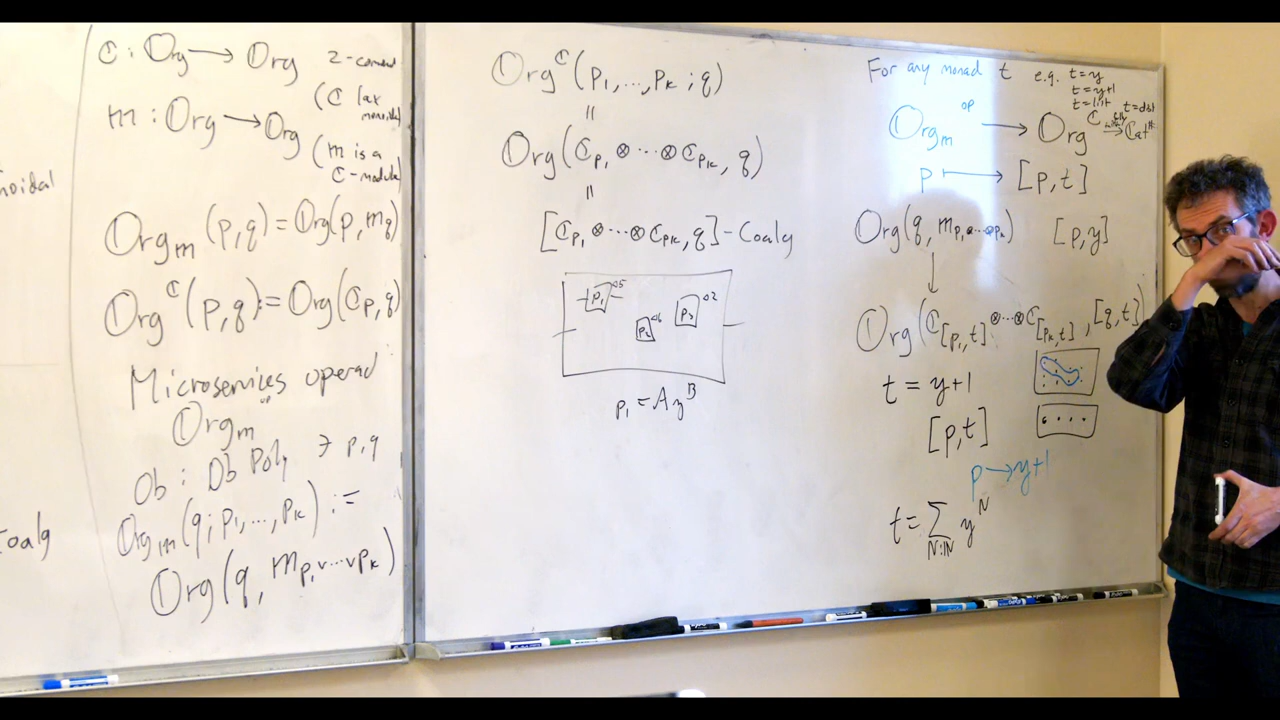 noidal
Coalg
ℂ : 𝕆rg → 𝕆rg 2-comonad
(ℂ lax
monoidal)
m : 𝕆rg → 𝕆rg
(m is a
ℂ-module)
𝕆rg_m (p,q) = 𝕆rg(p, m_q)
𝕆rg^ℂ (p,q) := 𝕆rg(ℂ_p, q)
Microservices operad
𝕆rg_m^op
Ob : Ob Poly ∋ p,q
𝕆rg_m(q; p_1, ..., p_k) :=
𝕆rg(q, m_{p_1 ∨ ... ∨ p_k})
𝕆rg^ℂ (p_1, ..., p_k ; q)
=
𝕆rg(ℂ_{p_1} ⊗ ... ⊗ ℂ_{p_k}, q)
=
[ℂ_{p_1} ⊗ ... ⊗ ℂ_{p_k}, q] - Coalg
p_1 p_2 p_3
p_1 = A y^B
For any monad t e.g. t = y
t = y+1
t = list t = dist
𝕆rg_m^op → 𝕆rg
p ↦ [p, t]
𝕆rg(q, m_{p_1 ⊗ ... ⊗ p_k}) [p, y]
↓
𝕆rg(ℂ_{[p_1, t]} ⊗ ... ⊗ ℂ_{[p_k, t]}, [q, t])
t = y+1
[p, t]
p → y+1
t = ∑_{N:ℕ} y^N